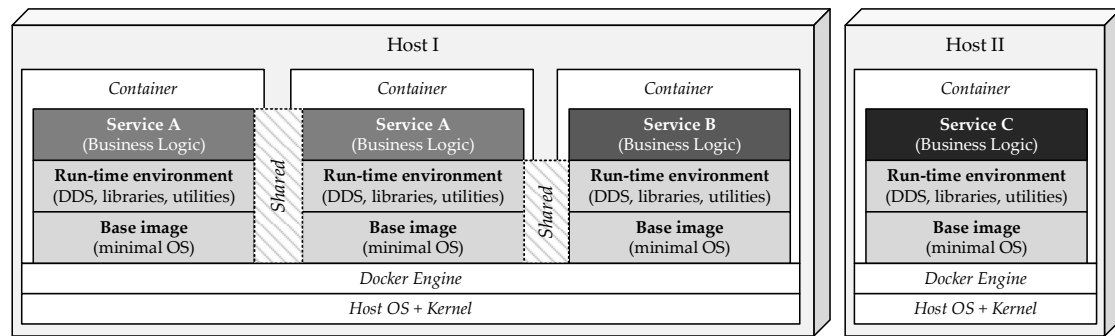 Host I
Container
Service A
(Business Logic)
Run-time environment
(DDS, libraries, utilities)
Base image
(minimal OS)
Shared
Container
Service A
(Business Logic)
Run-time environment
(DDS, libraries, utilities)
Base image
(minimal OS)
Shared
Container
Service B
(Business Logic)
Run-time environment
(DDS, libraries, utilities)
Base image
(minimal OS)
Docker Engine
Host OS + Kernel
Host II
Container
Service C
(Business Logic)
Run-time environment
(DDS, libraries, utilities)
Base image
(minimal OS)
Docker Engine
Host OS + Kernel